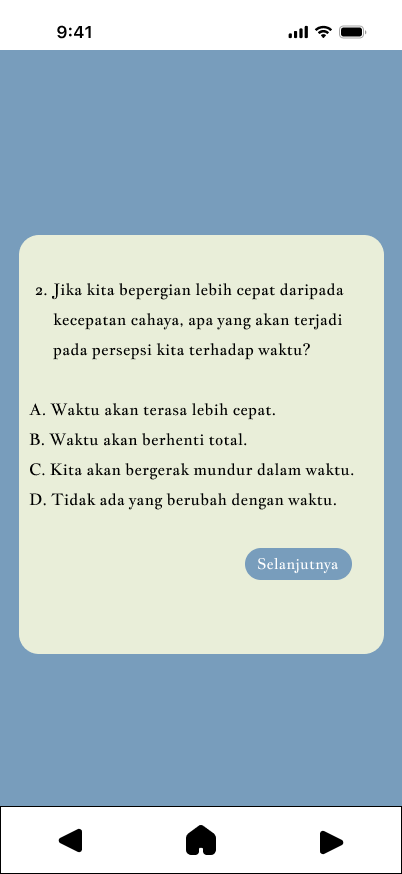 9:41
2. Jika kita bepergian lebih cepat daripada
kecepatan cahaya, apa yang akan terjadi
pada persepsi kita terhadap waktu?
A. Waktu akan terasa lebih cepat.
B. Waktu akan berhenti total.
C. Kita akan bergerak mundur dalam waktu.
D. Tidak ada yang berubah dengan waktu.
Selanjutnya